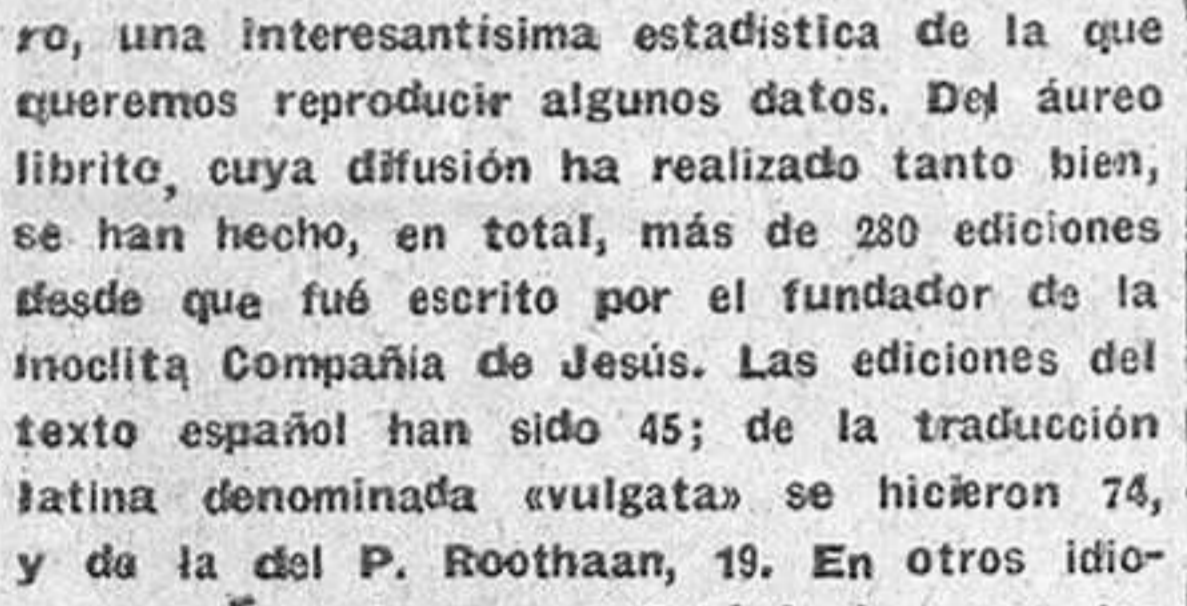 ro, una interesantísima estadística de la que
queremos reproducir algunos datos. Del áureo
librito, cuya difusión ha realizado tanto bien,
se han hecho, en total, más de 280 ediciones
desde que fué escrito por el fundador de la
inoclita Compañía de Jesús. Las ediciones del
texto español han sido 45; de la traducción
latina denominada «vulgata» se hicieron 74,
y de la del P. Roothaan, 19. En otros idio-